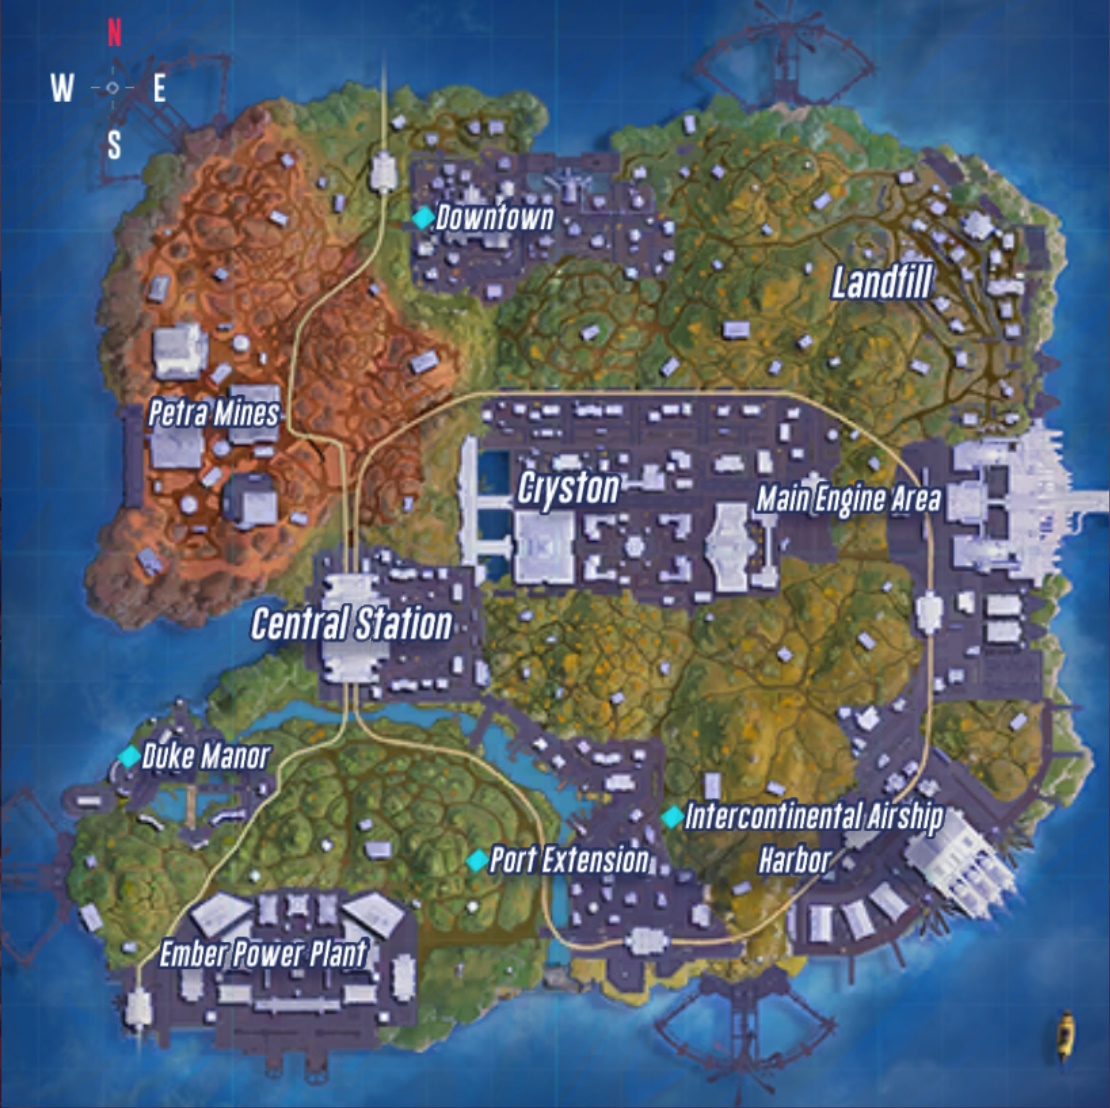 N
W E
S
Downtown
Landfill
Petra Mines
Cryston
Main Engine Area
Central Station
Duke Manor
Intercontinental Airship
Harbor
Port Extension
Ember Power Plant